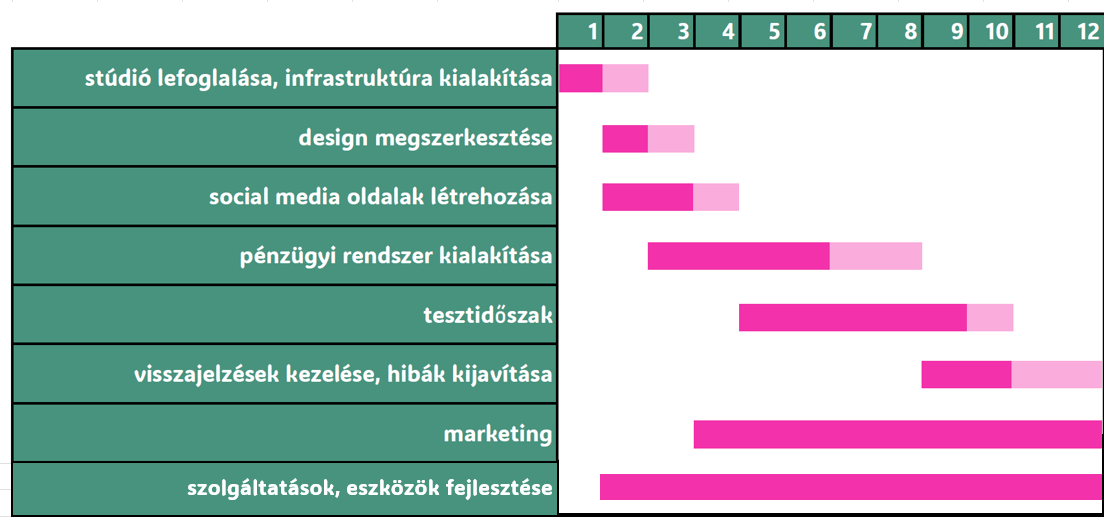 1 2 3 4 5 6 7 8 9 10 11 12
stúdió lefoglalása, infrastruktúra kialakítása
design megszerkesztése
social media oldalak létrehozása
pénzügyi rendszer kialakítása
tesztidőszak
visszajelzések kezelése, hibák kijavítása
marketing
szolgáltatások, eszközök fejlesztése